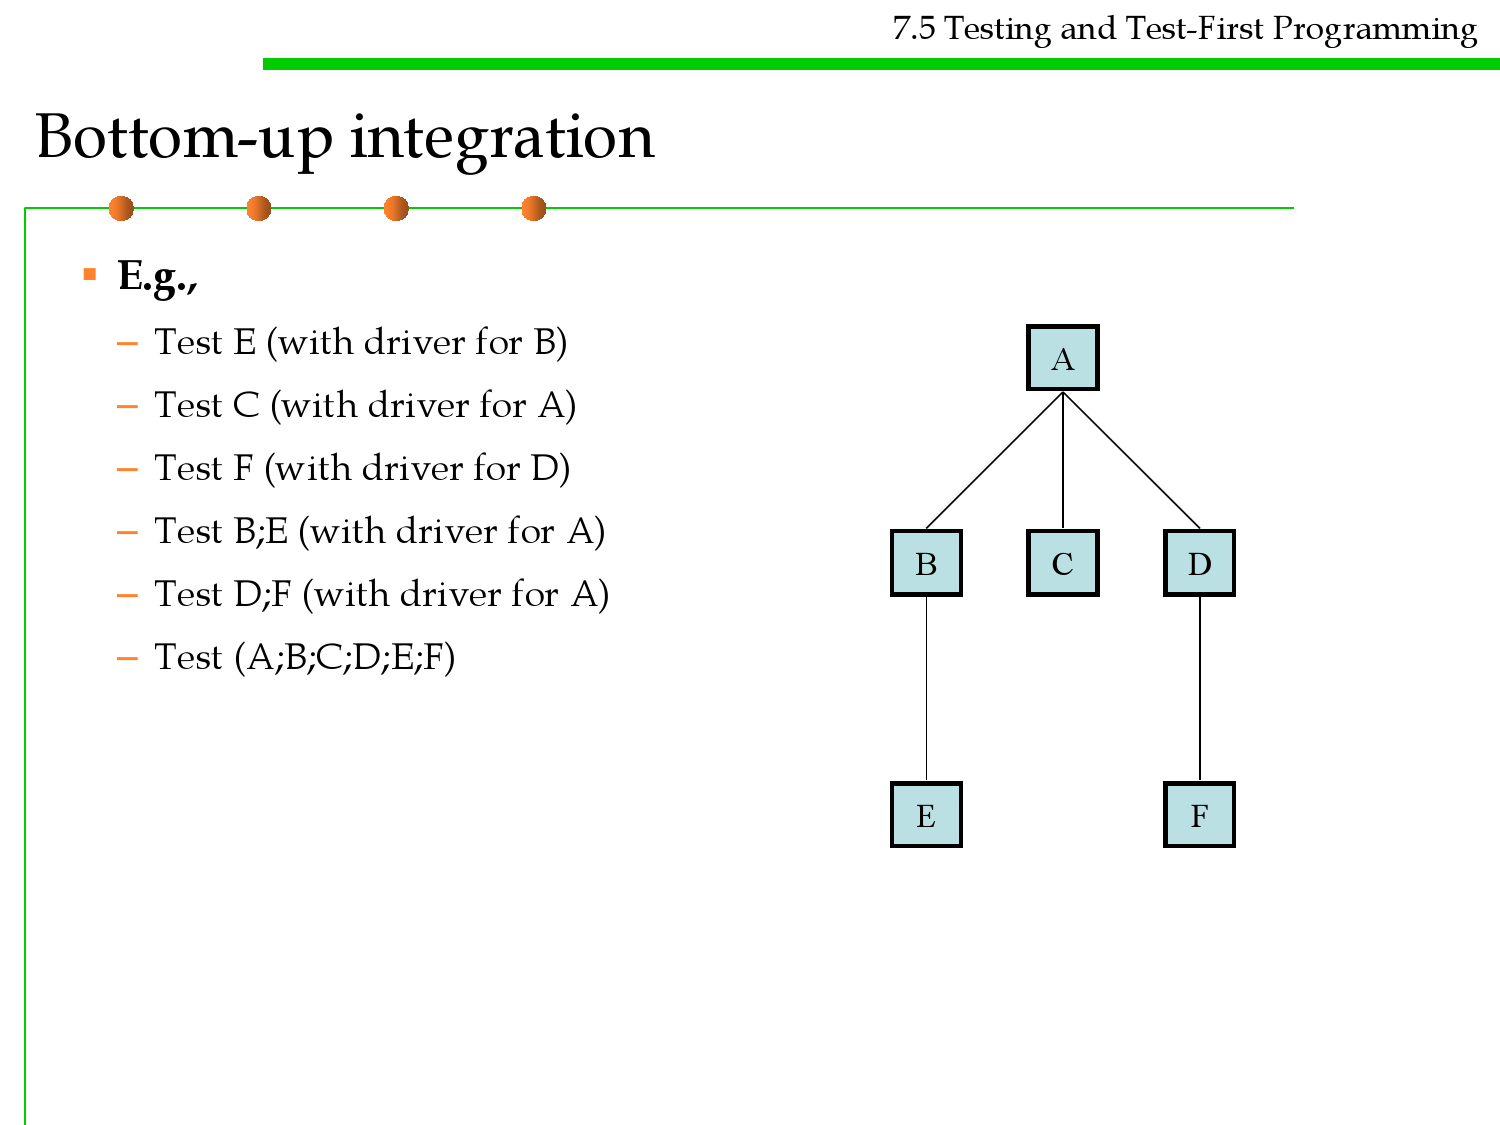 7.5 Testing and Test-First Programming
Bottom-up integration
▪ E.g.,
– Test E (with driver for B)
– Test C (with driver for A)
– Test F (with driver for D)
– Test B;E (with driver for A)
– Test D;F (with driver for A)
– Test (A;B;C;D;E;F)
A
B C D
E F